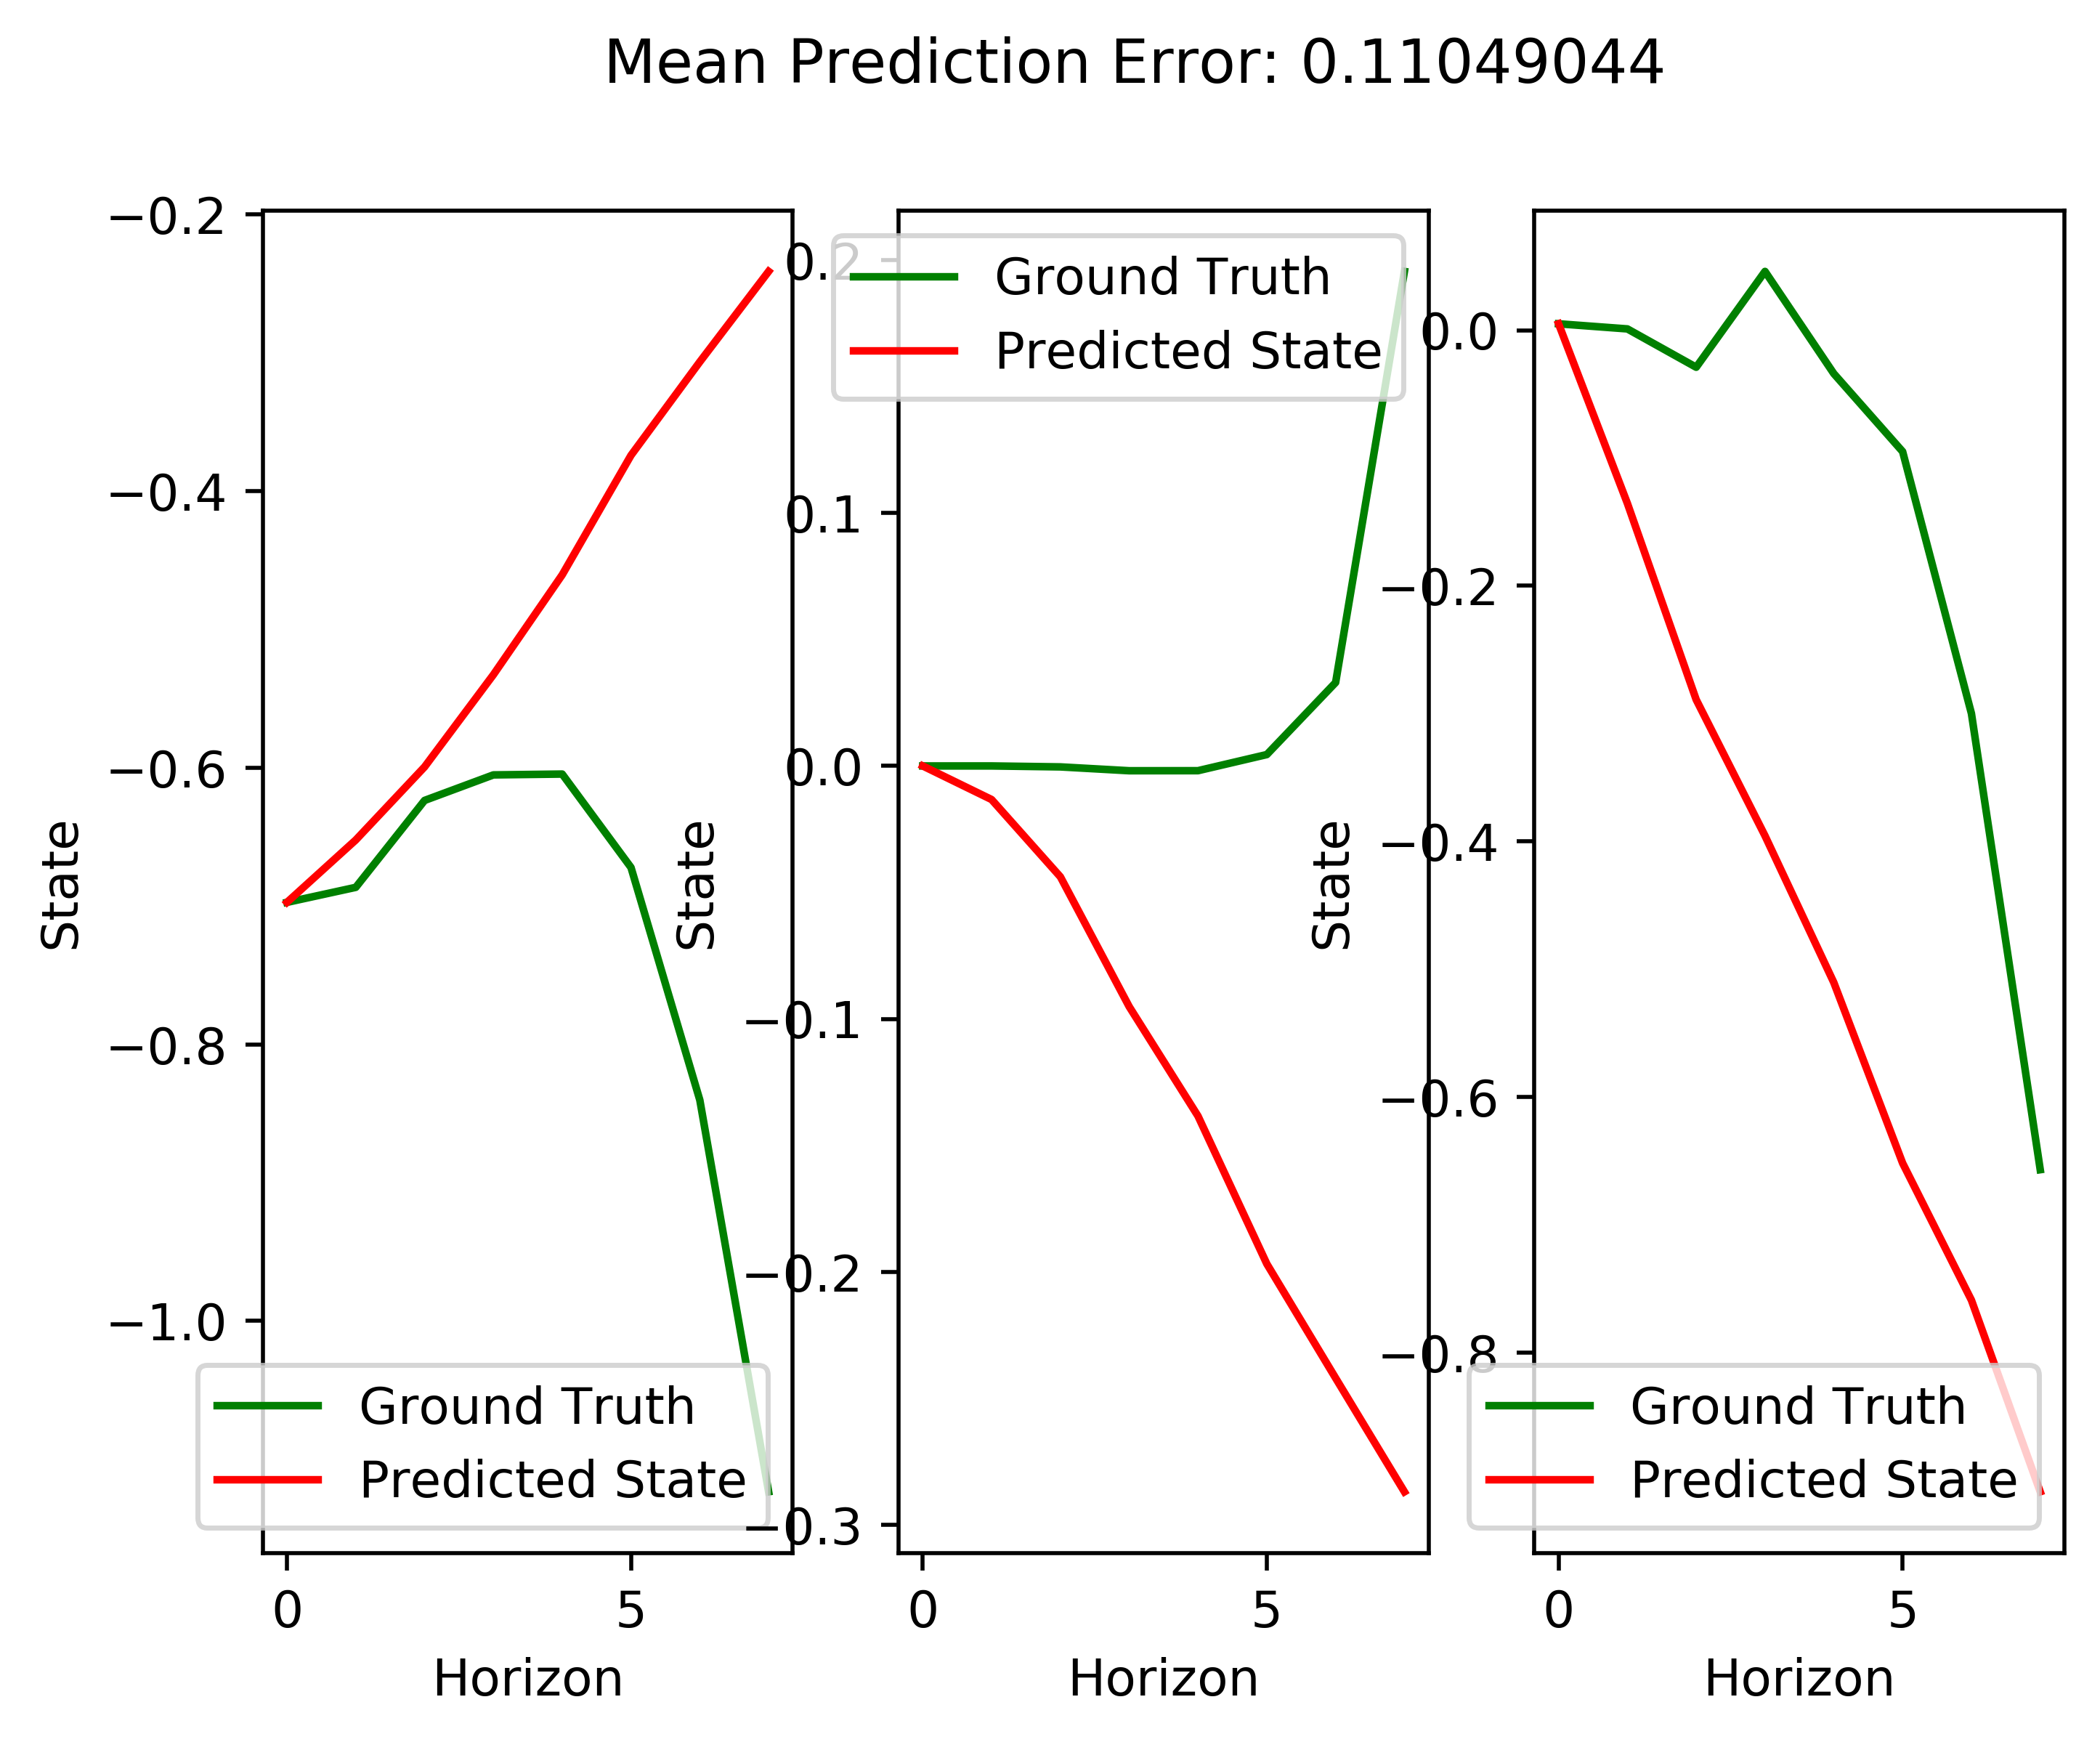 Mean Prediction Error: 0.11049044
−0.2
−0.4
−0.6
−0.8
−1.0
State
0
5
Horizon
Ground Truth
Predicted State
0.2
0.1
0.0
−0.1
−0.2
−0.3
State
0
5
Horizon
Ground Truth
Predicted State
0.0
−0.2
−0.4
−0.6
−0.8
State
0
5
Horizon
Ground Truth
Predicted State